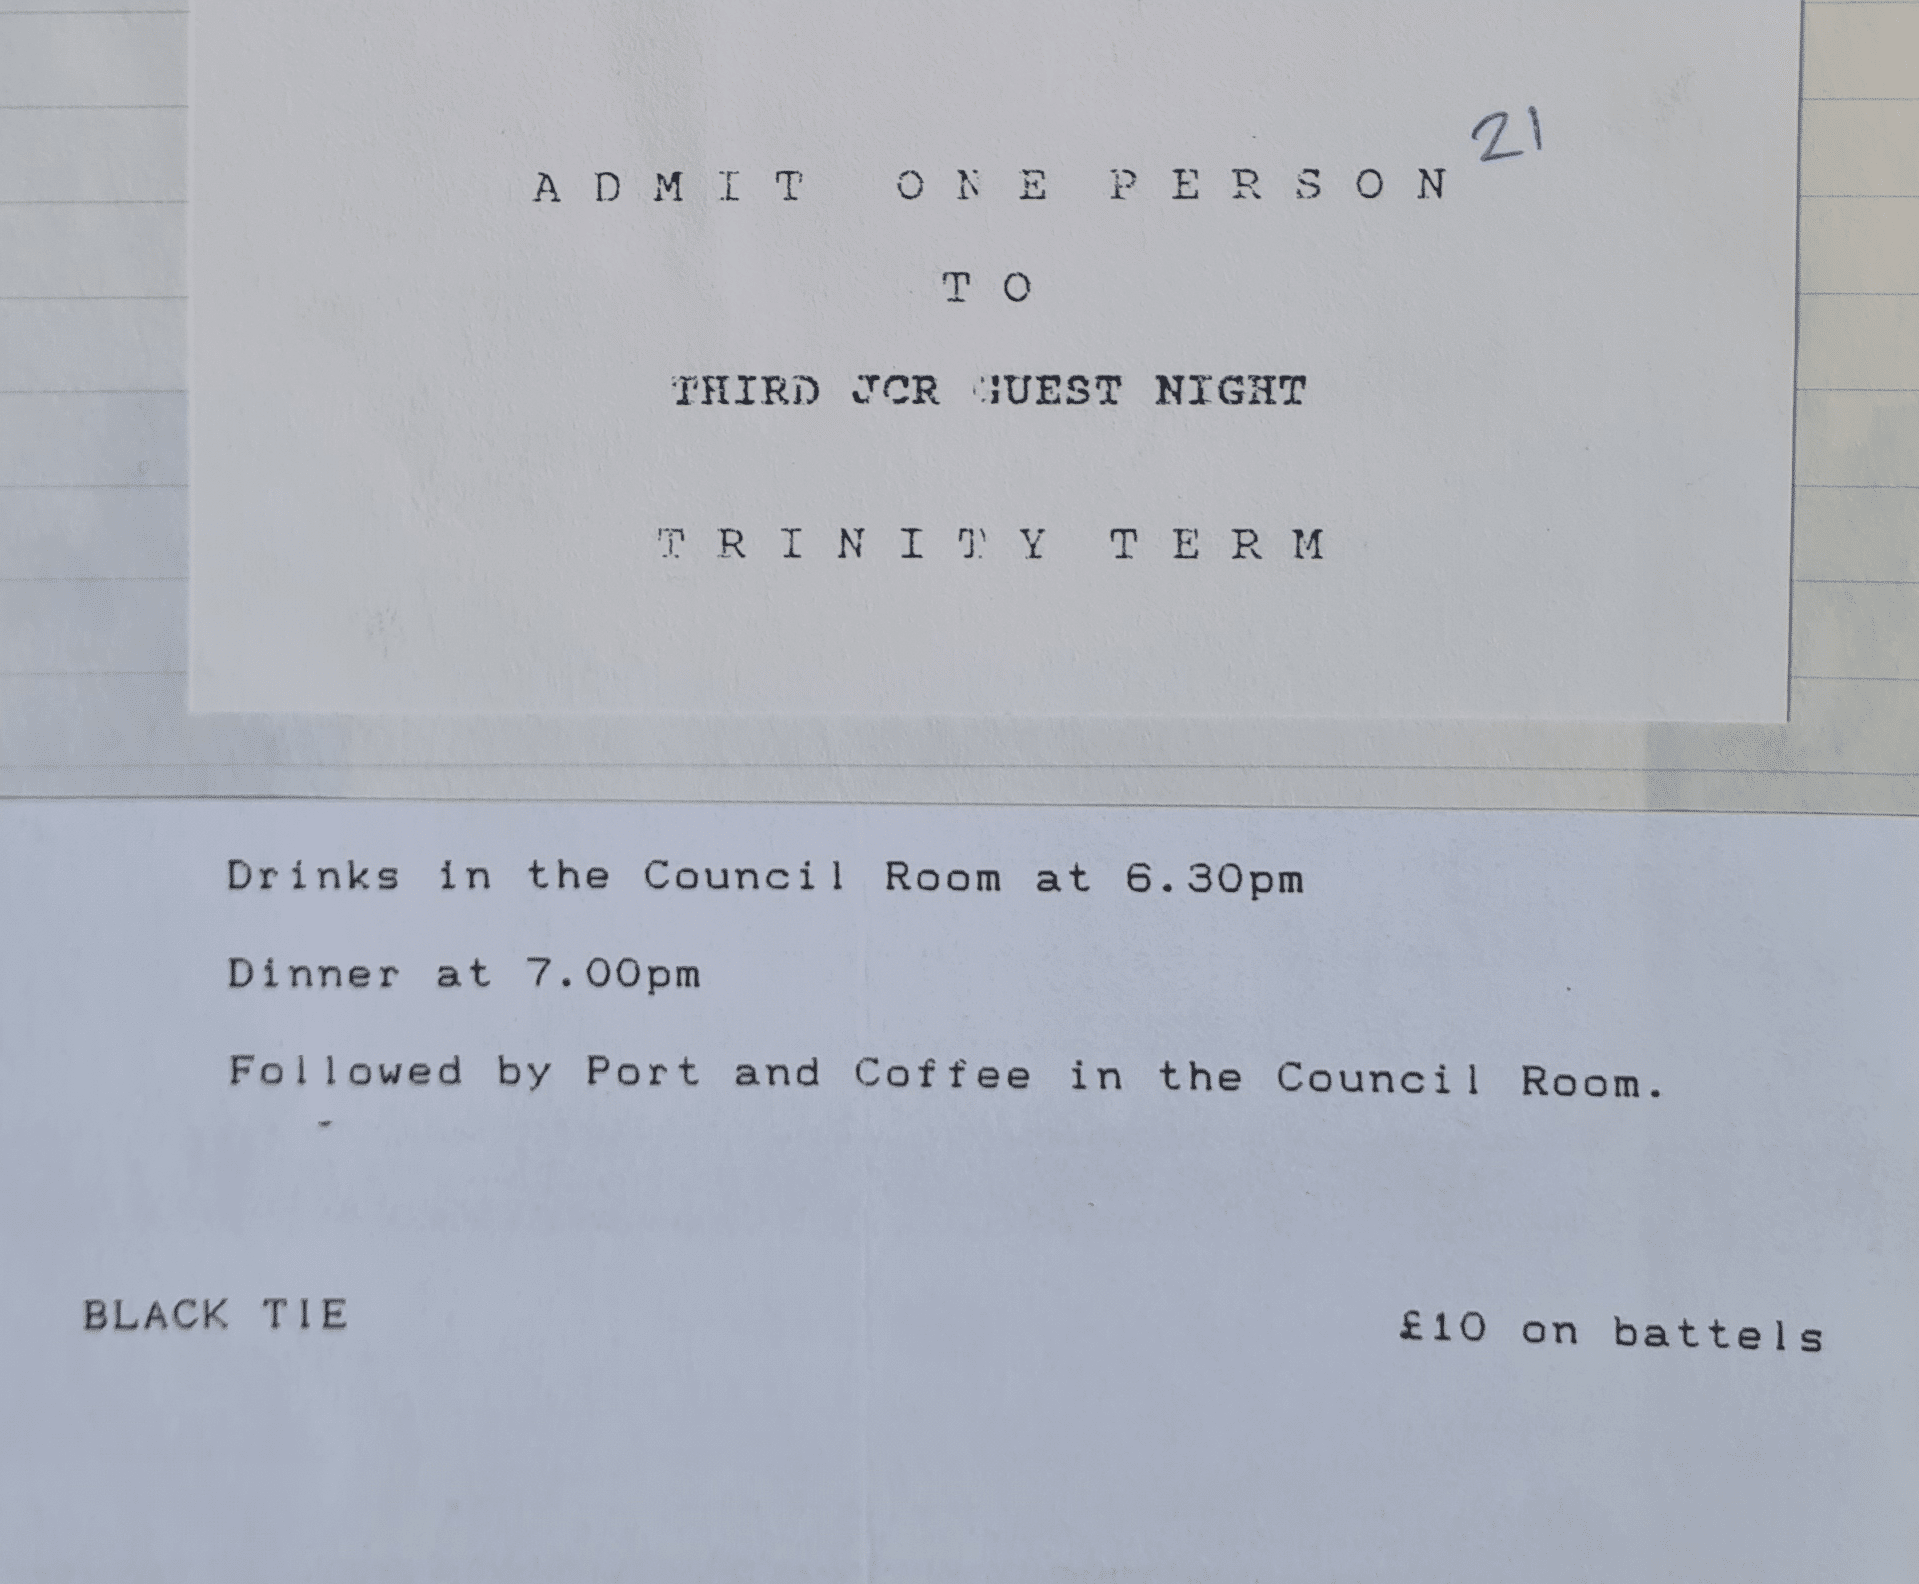 21
ADMIT ONE PERSON
TO
THIRD JCR GUEST NIGHT
TRINITY TERM
Drinks in the Council Room at 6.30pm
Dinner at 7.00pm
Followed by Port and Coffee in the Council Room.
BLACK TIE
£10 on battels